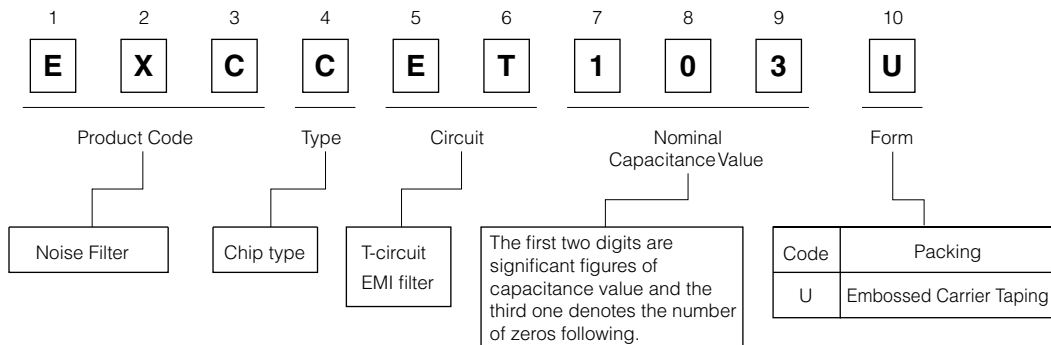 1 2 3 4 5 6 7 8 9 10
E X C C E T 1 0 3 U
Product Code Type Circuit Nominal Form
Capacitance Value
Noise Filter
Chip type
T-circuit
EMI filter
The first two digits are
significant figures of
capacitance value and the
third one denotes the number
of zeros following.
Code Packing
U Embossed Carrier Taping